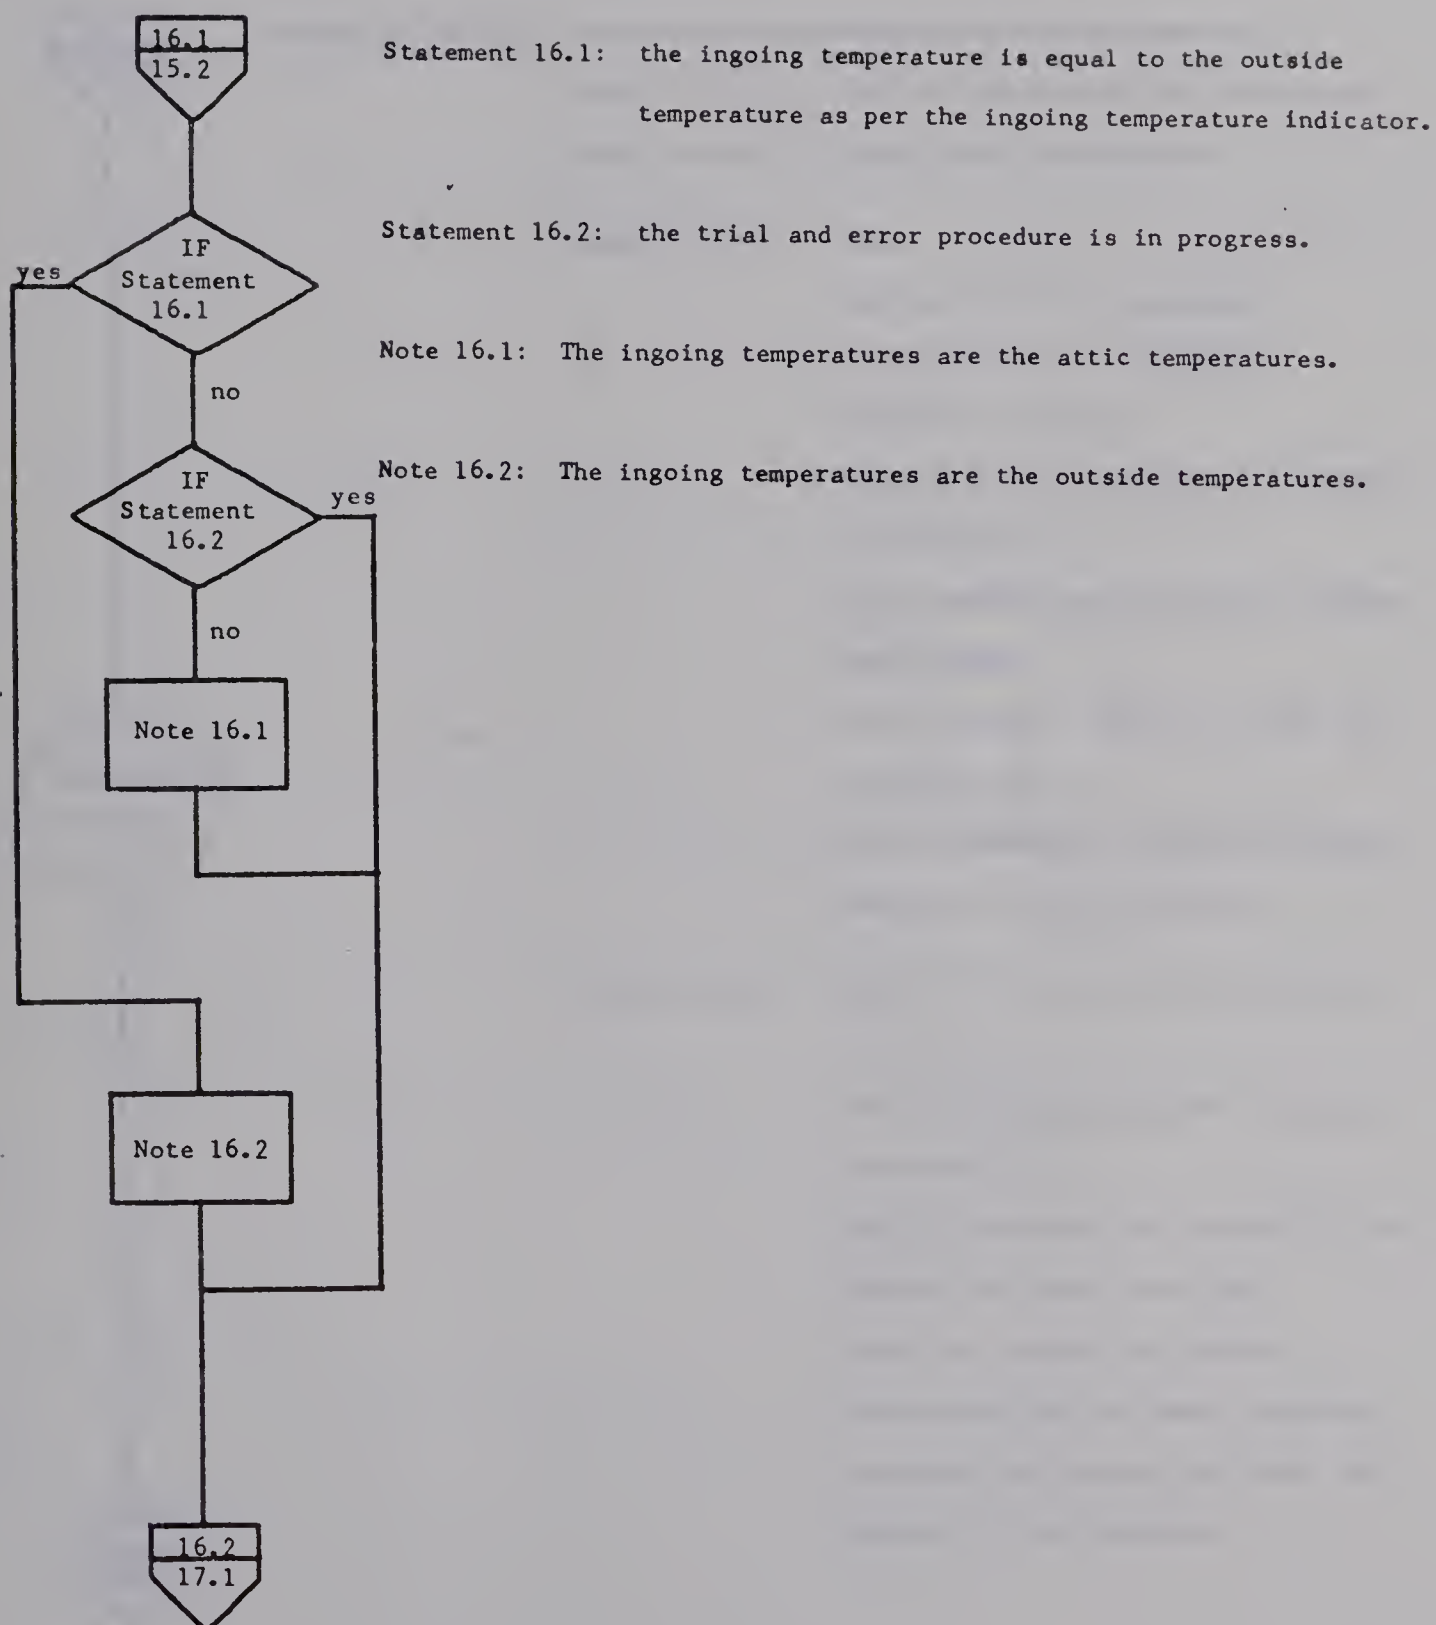 16.1
15.2
Statement 16.1: the ingoing temperature is equal to the outside
temperature as per the ingoing temperature indicator.
IF
Statement
16.1
yes
no
Statement 16.2: the trial and error procedure is in progress.
Note 16.1: The ingoing temperatures are the attic temperatures.
Note 16.2: The ingoing temperatures are the outside temperatures.
IF
Statement
16.2
yes
no
Note 16.1
Note 16.2
16.2
17.1